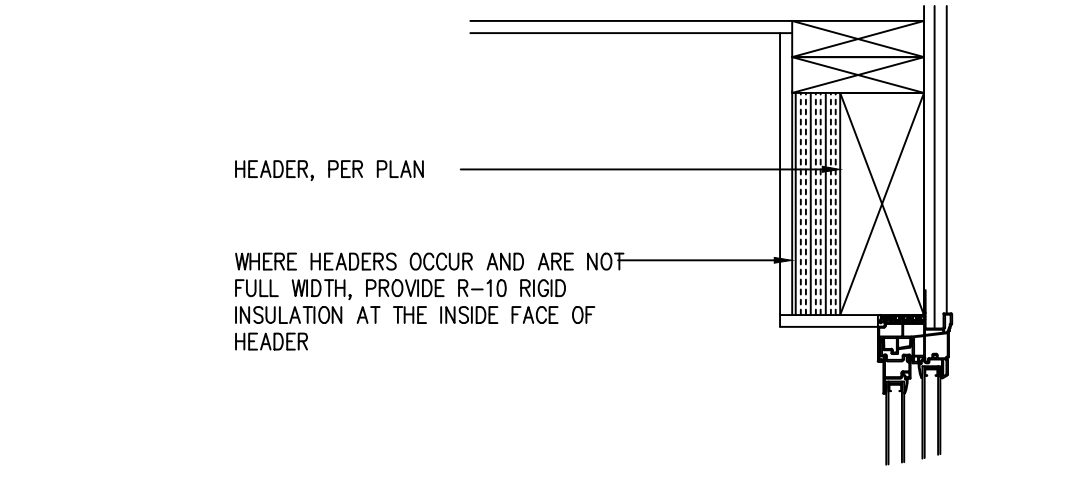 HEADER, PER PLAN
WHERE HEADERS OCCUR AND ARE NOT
FULL WIDTH, PROVIDE R-10 RIGID
INSULATION AT THE INSIDE FACE OF
HEADER